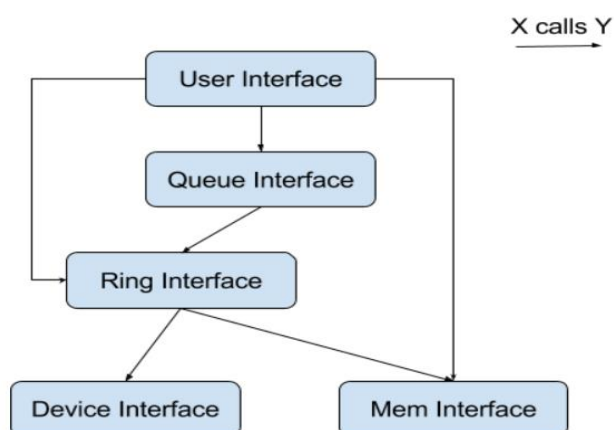 X calls Y
User Interface
Queue Interface
Ring Interface
Device Interface
Mem Interface